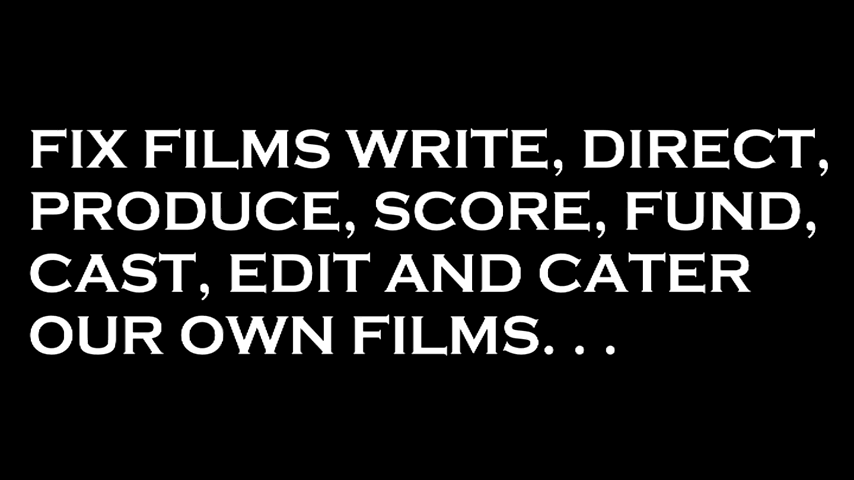 FIX FILMS WRITE, DIRECT,
PRODUCE, SCORE, FUND,
CAST, EDIT AND CATER
OUR OWN FILMS. . .